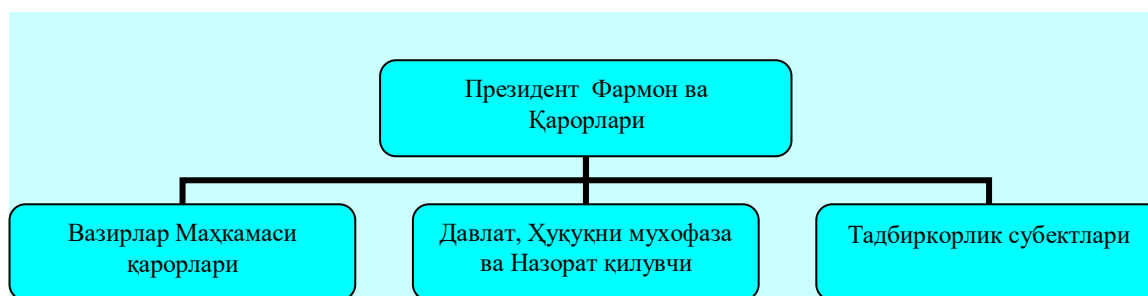 Президент Фармон ва
Қарорлари
Вазирлар Маҳкамаси
қарорлари
Давлат, Ҳуқуқни мухофаза
ва Назорат қилувчи
Тадбиркорлик субектлари